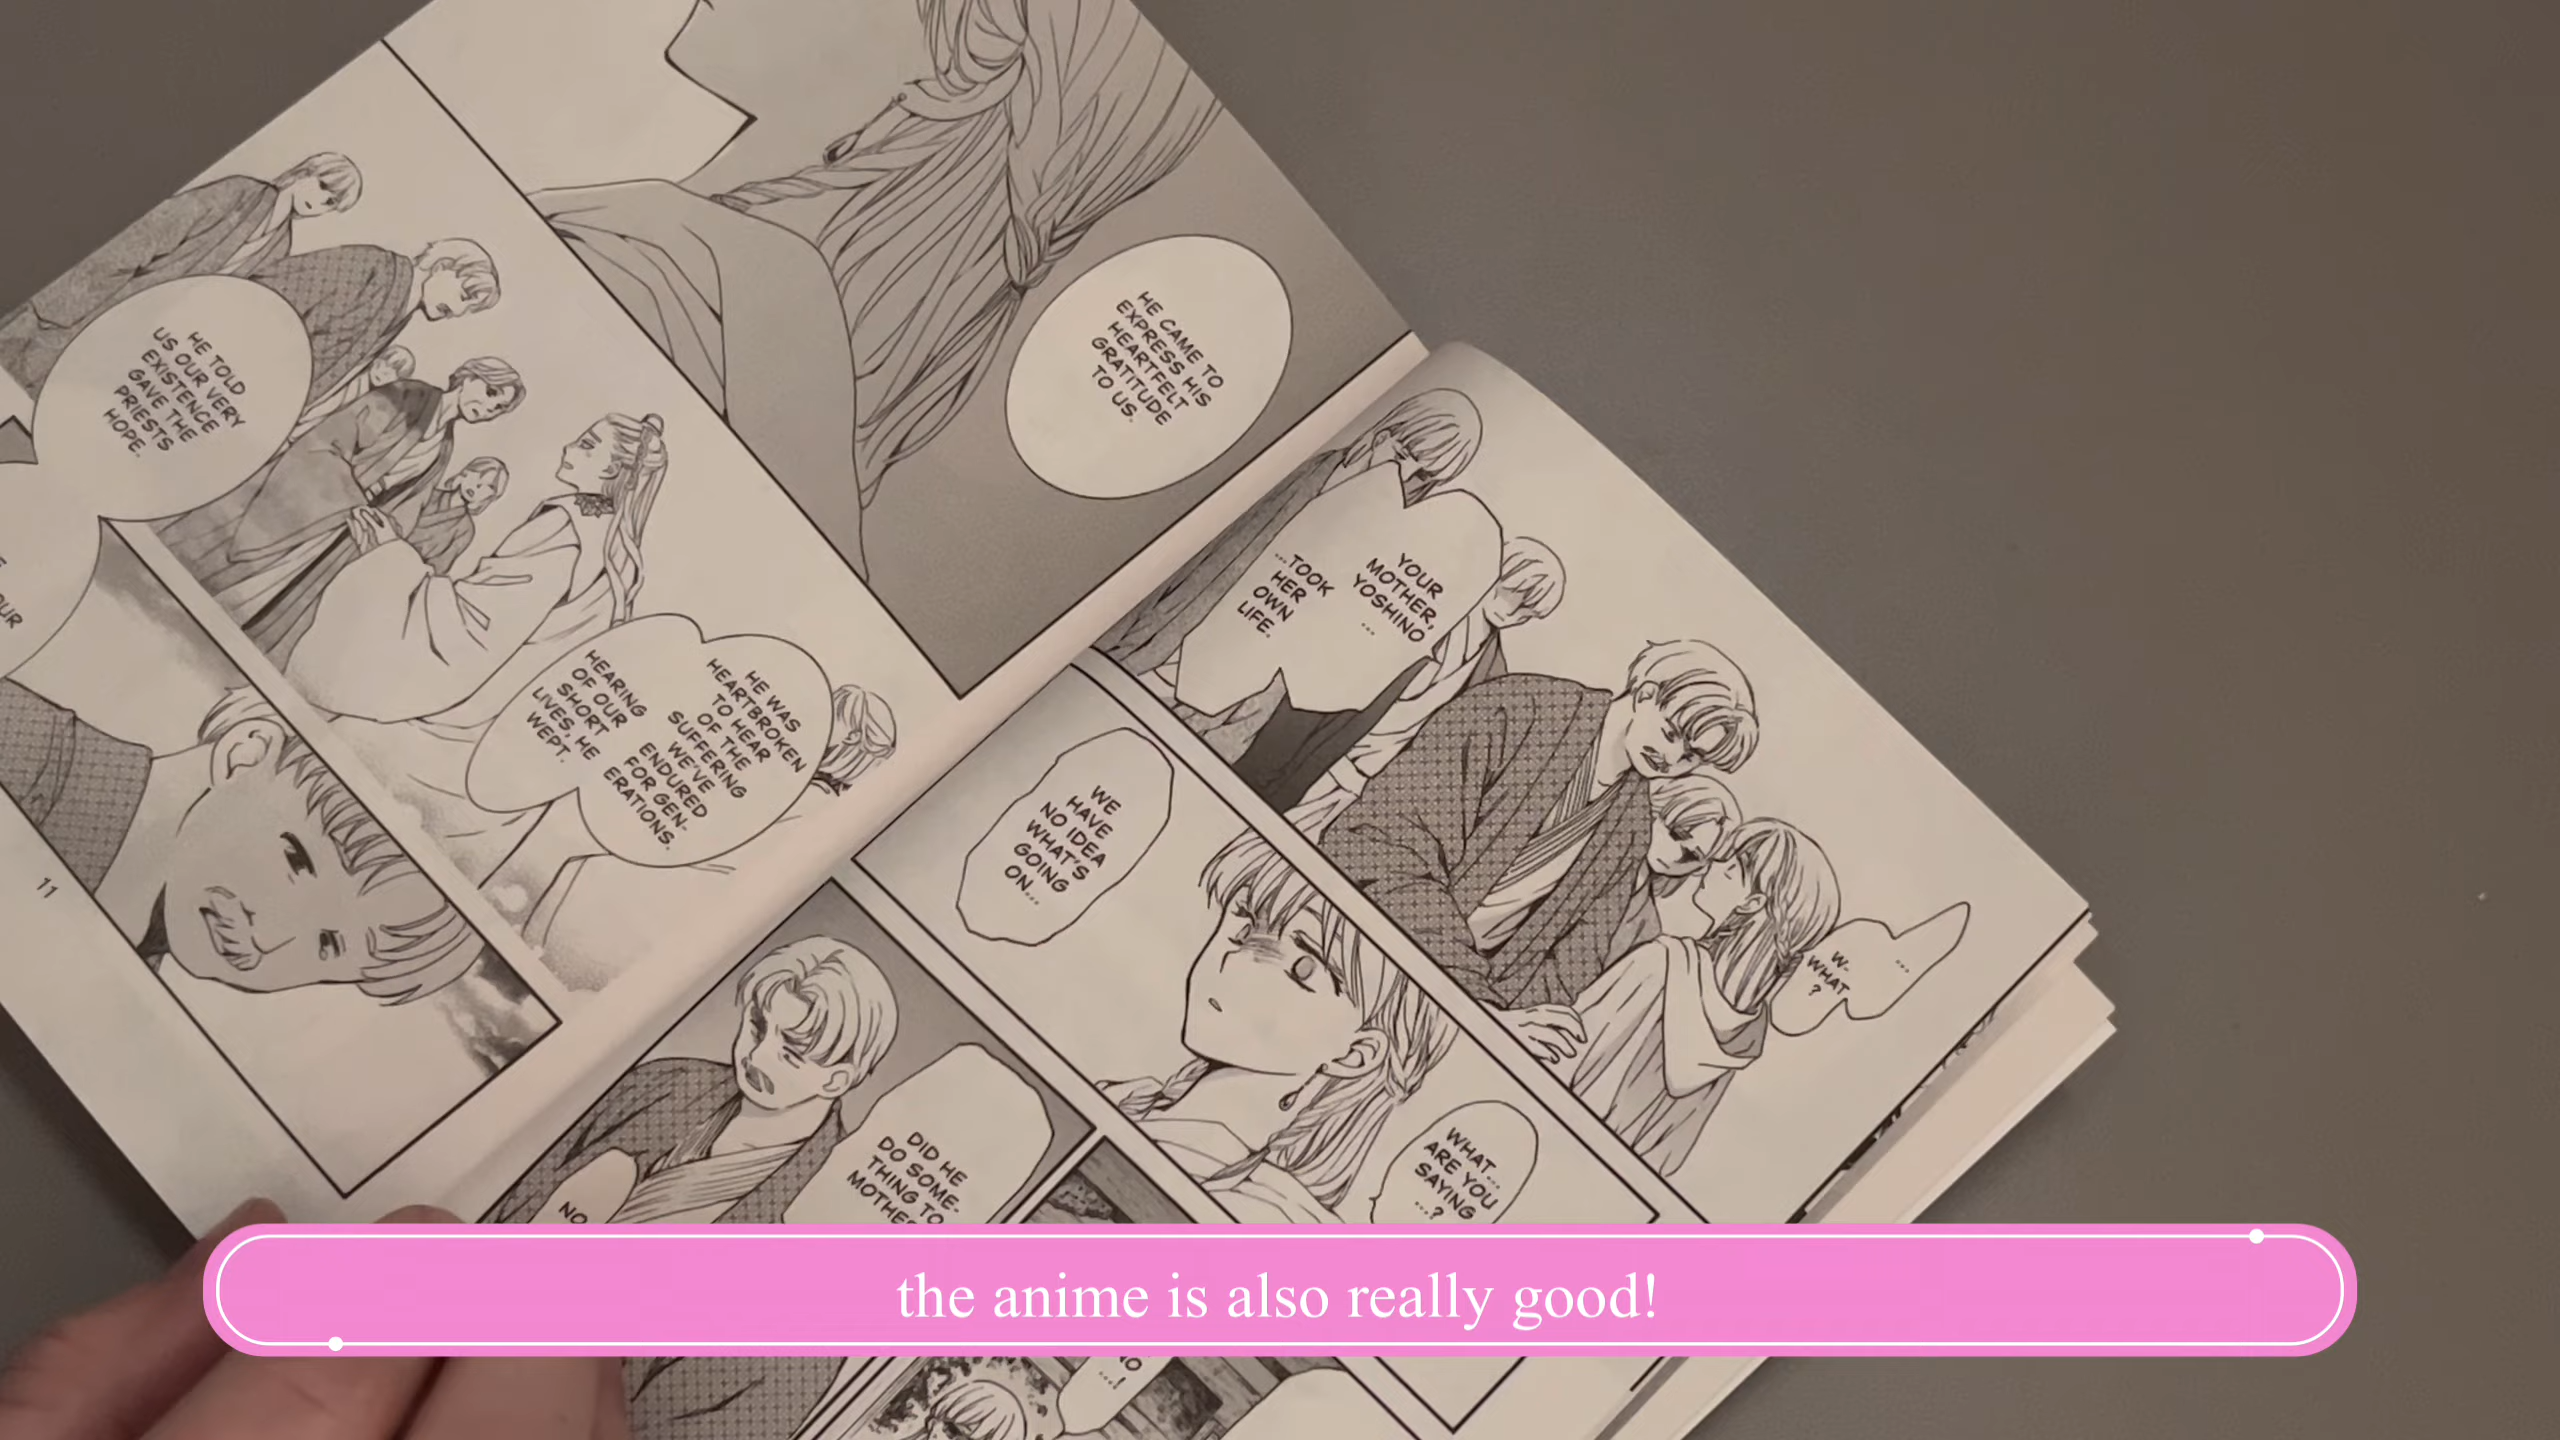 HE CAME TO
EXPRESS HIS
HEARTFELT
GRATITUDE
TO US.
HE TOLD
US OUR VERY
EXISTENCE
GAVE THE
PRIESTS
HOPE.
HE WAS
HEARTBROKEN
TO HEAR
OF THE
SUFFERING
WE'VE
ENDURED
FOR GEN-
ERATIONS.
HEARING
OF OUR
SHORT
LIVES, HE
WEPT.
11
YOUR
MOTHER,
YOSHINO
...
...TOOK
HER
OWN
LIFE.
...
W-
WHAT
?
WE
HAVE
NO IDEA
WHAT'S
GOING
ON...
WHAT...
ARE YOU
SAYING
...?
DID HE
DO SOME-
THING TO
NO
...!
the anime is also really good!